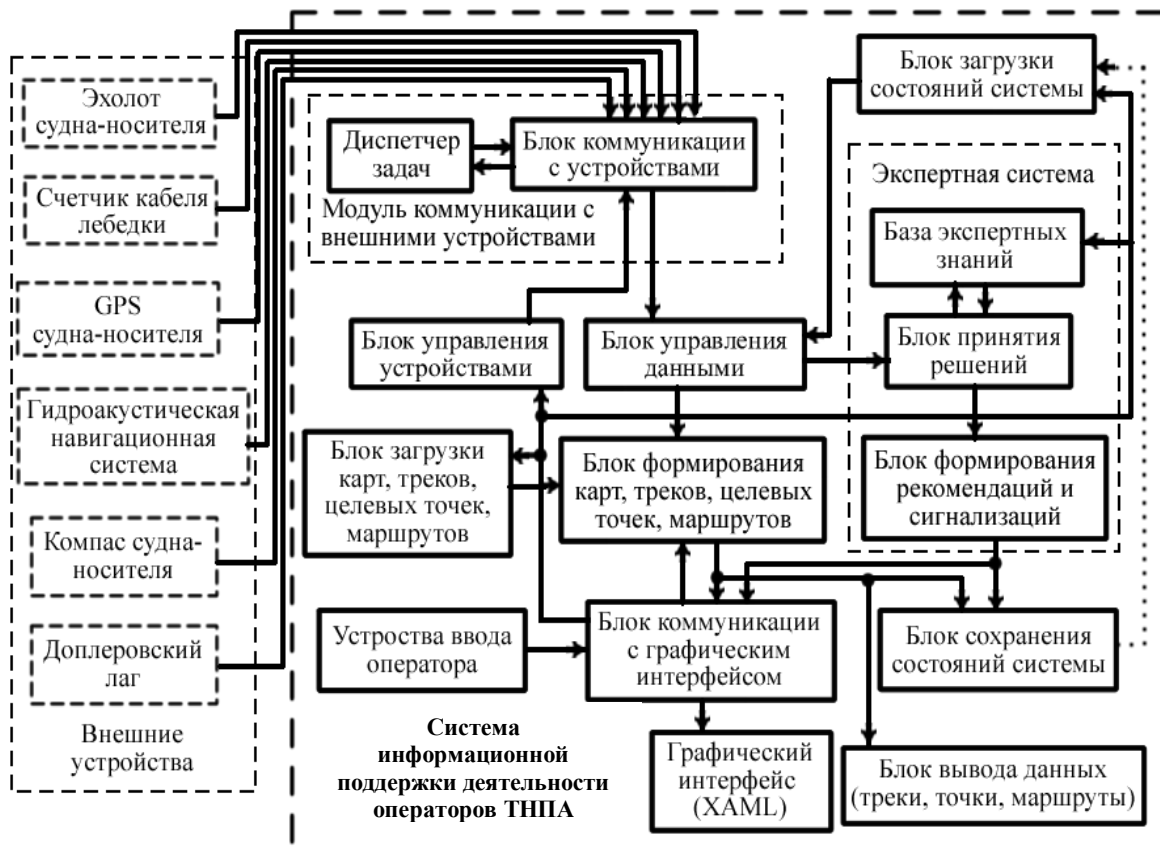 Эхолот
судна-носителя
Счетчик кабеля
лебедки
GPS
судна-носителя
Гидроакустическая
навигационная
система
Компас судна-
носителя
Доплеровский
лаг
Внешние
устройства
Диспетчер
задач
Блок коммуникации
с устройствами
Модуль коммуникации с
внешними устройствами
Блок загрузки
состояний системы
Экспертная система
База экспертных
знаний
Блок управления
устройствами
Блок управления
данными
Блок принятия
решений
Блок загрузки
карт, треков,
целевых точек,
маршрутов
Блок формирования
карт, треков, целевых
точек, маршрутов
Блок формирования
рекомендаций и
сигнализаций
Устроства ввода
оператора
Блок коммуникации
с графическим
интерфейсом
Блок сохранения
состояний системы
Система
информационной
поддержки деятельности
операторов ТНПА
Графический
интерфейс
(XAML)
Блок вывода данных
(треки, точки, маршруты)